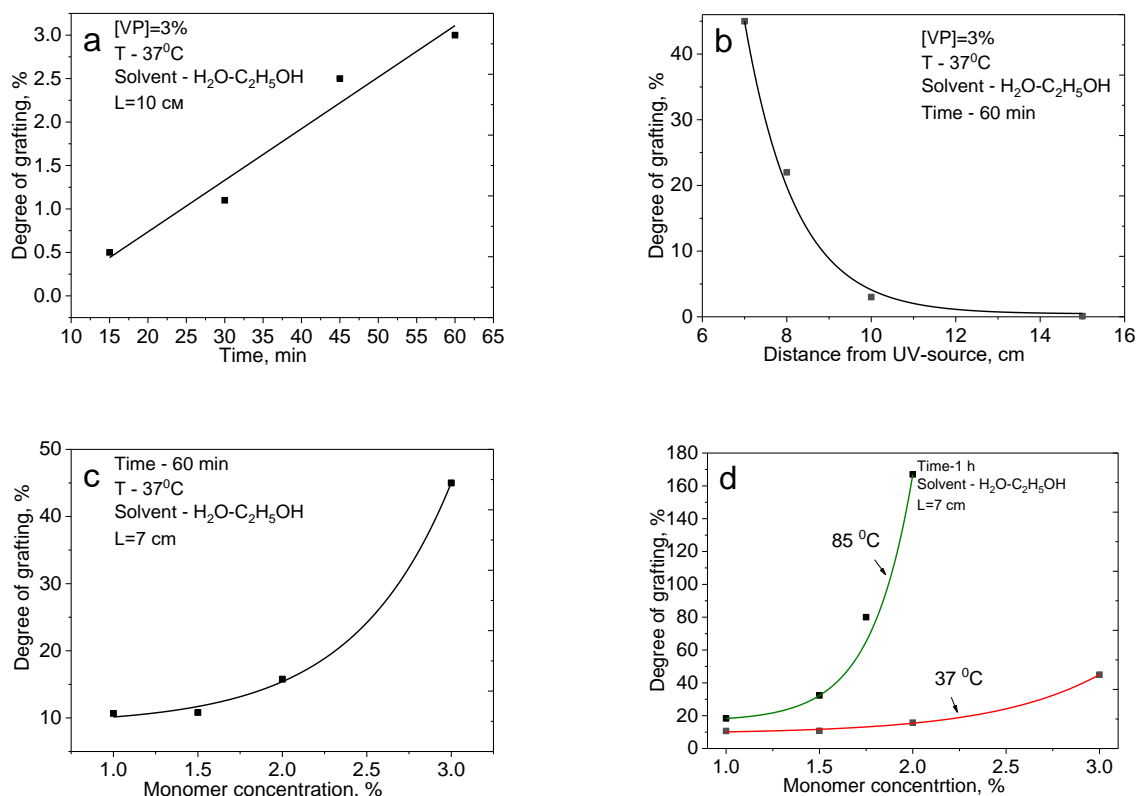 a
[VP]=3%
T - 37⁰C
Solvent - H₂O-C₂H₅OH
L=10 см
Degree of grafting, %
3.0
2.5
2.0
1.5
1.0
0.5
0.0
10 15 20 25 30 35 40 45 50 55 60 65
Time, min
b
[VP]=3%
T - 37⁰C
Solvent - H₂O-C₂H₅OH
Time - 60 min
Degree of grafting, %
40
30
20
10
0
6 8 10 12 14 16
Distance from UV-source, cm
c
Time - 60 min
T - 37⁰C
Solvent - H₂O-C₂H₅OH
L=7 cm
Degree of grafting, %
50
40
30
20
10
1.0 1.5 2.0 2.5 3.0
Monomer concentration, %
d
Time-1 h
Solvent - H₂O-C₂H₅OH
L=7 cm
85 ⁰C
37 ⁰C
Degree of grafting, %
180
160
140
120
100
80
60
40
20
0
1.0 1.5 2.0 2.5 3.0
Monomer concentrtion, %